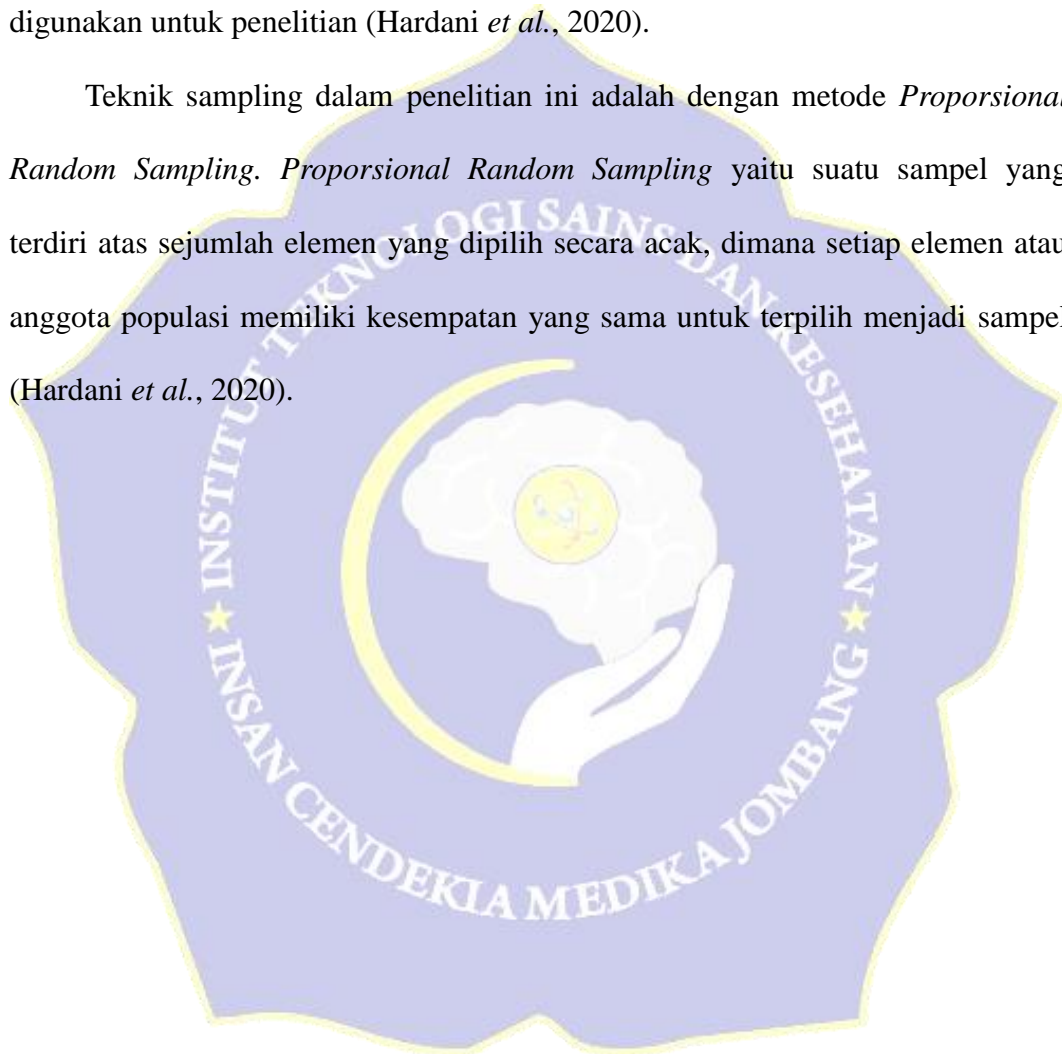 digunakan untuk penelitian (Hardani et al., 2020).
Teknik sampling dalam penelitian ini adalah dengan metode Proporsional
Random Sampling. Proporsional Random Sampling yaitu suatu sampel yang
terdiri atas sejumlah elemen yang dipilih secara acak, dimana setiap elemen atau
anggota populasi memiliki kesempatan yang sama untuk terpilih menjadi sampel
(Hardani et al., 2020).
INSTITUT TEKNOLOGI SAINS DAN KESEHATAN
INSAN CENDEKIA MEDIKA JOMBANG